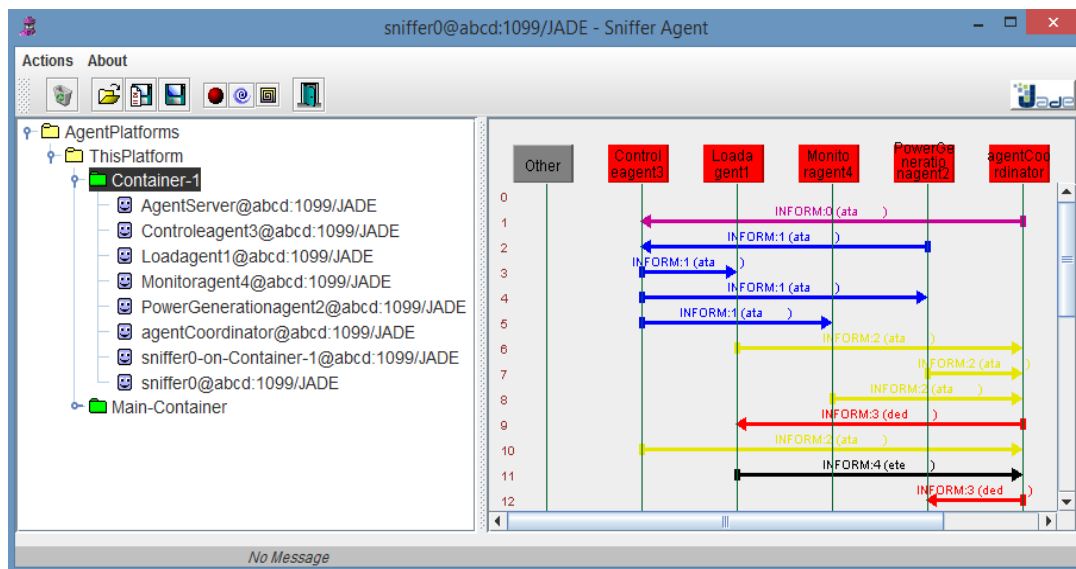 sniffer0@abcd:1099/JADE - Sniffer Agent
Actions About
Jade
AgentPlatforms
ThisPlatform
Container-1
AgentServer@abcd:1099/JADE
Controleagent3@abcd:1099/JADE
Loadagent1@abcd:1099/JADE
Monitoragent4@abcd:1099/JADE
PowerGenerationagent2@abcd:1099/JADE
agentCoordinator@abcd:1099/JADE
sniffer0-on-Container-1@abcd:1099/JADE
sniffer0@abcd:1099/JADE
Main-Container
Other
Control
eagent3
Loada
gent1
Monito
ragent4
PowerGe
neratio
nagent2
agentCoo
rdinator
0
INFORM:0 (ata )
1
INFORM:1 (ata )
2
INFORM:1 (ata )
3
INFORM:1 (ata )
4
INFORM:1 (ata )
5
INFORM:2 (ata )
6
INFORM:2 (ata )
7
INFORM:2 (ata )
8
INFORM:3 (ded )
9
INFORM:2 (ata )
10
INFORM:4 (ete )
11
INFORM:3 (ded )
12
No Message